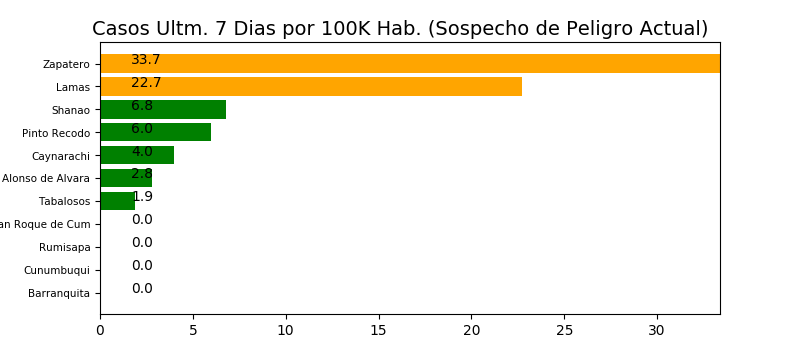 Casos Ultm. 7 Dias por 100K Hab. (Sospecho de Peligro Actual)
Zapatero 33.7
Lamas 22.7
Shanao 6.8
Pinto Recodo 6.0
Caynarachi 4.0
Alonso de Alvara 2.8
Tabalosos 1.9
an Roque de Cum 0.0
Rumisapa 0.0
Cunumbuqui 0.0
Barranquita 0.0
0 5 10 15 20 25 30